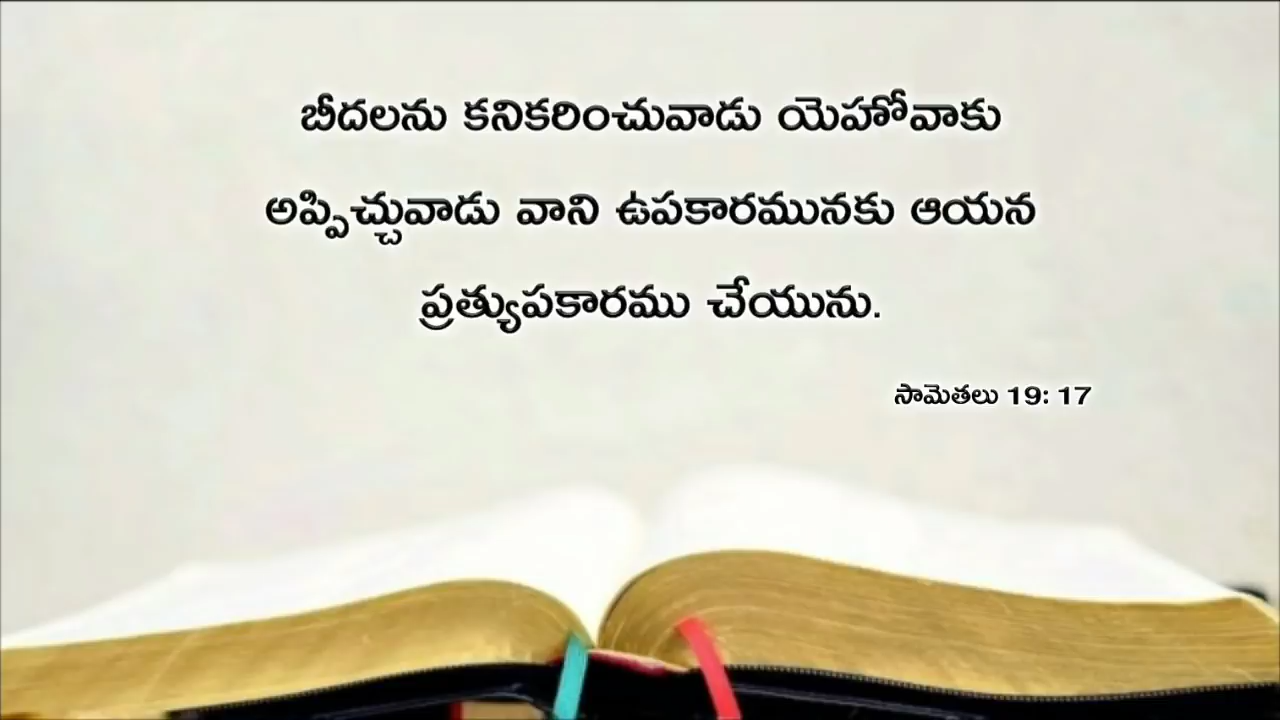 బీదలను కనికరించువాడు యెహోవాకు
అప్పిచ్చువాడు వాని ఉపకారమునకు ఆయన
ప్రత్యుపకారము చేయును.
సామెతలు 19: 17